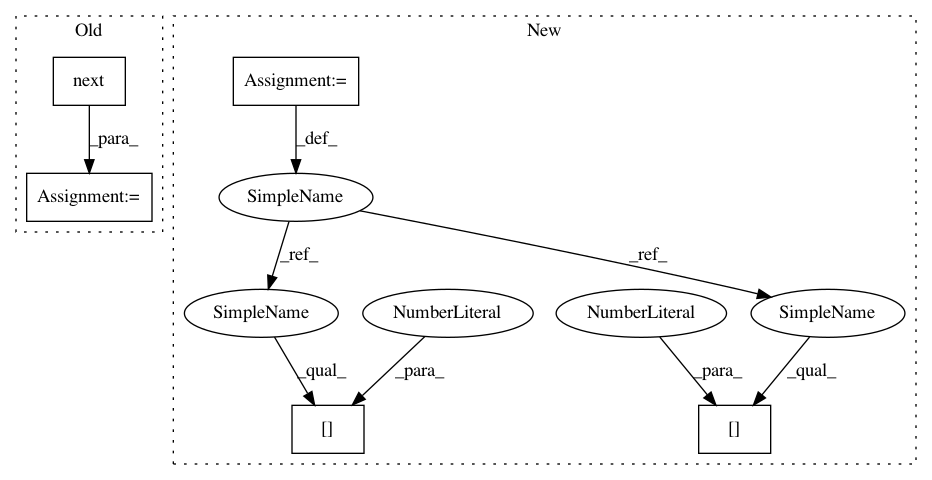 Old
New
next
Assignment:=
_para_
_def_
Assignment:=
SimpleName
_ref_
_ref_
SimpleName
NumberLiteral
NumberLiteral
SimpleName
_qual_
_para_
_para_
_qual_
[]
[]